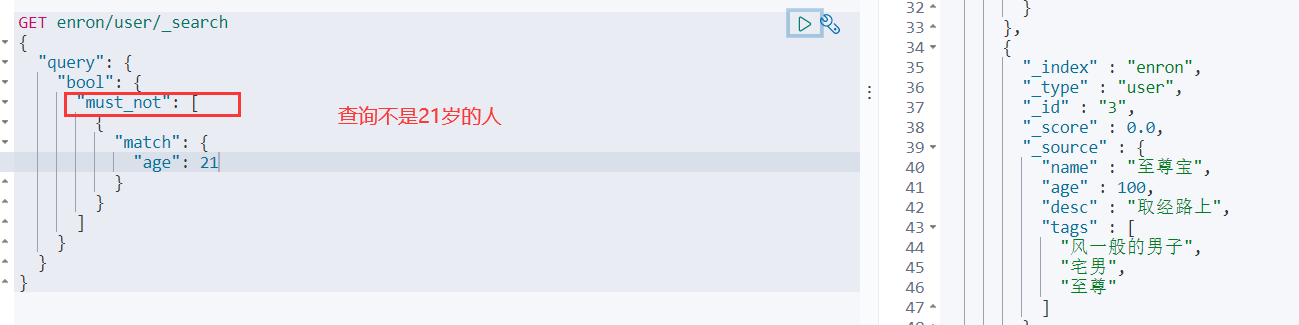 GET enron/user/_search
{
  "query": {
    "bool": {
      "must_not": [
        {
          "match": {
            "age": 21
          }
        }
      ]
    }
  }
}
查询不是21岁的人
32 }
33 },
34 {
35 "_index" : "enron",
36 "_type" : "user",
37 "_id" : "3",
38 "_score" : 0.0,
39 "_source" : {
40 "name" : "至尊宝",
41 "age" : 100,
42 "desc" : "取经路上",
43 "tags" : [
44 "风一般的男子",
45 "宅男",
46 "至尊"
47 ]